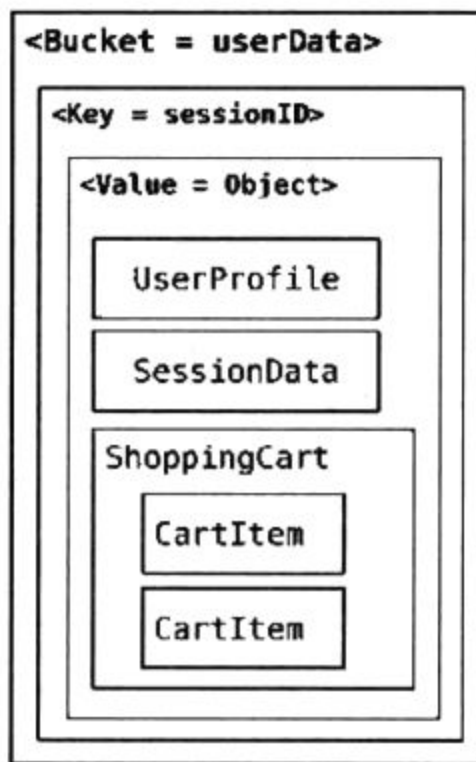 <Bucket = userData>
<Key = sessionID>
<Value = Object>
UserProfile
SessionData
ShoppingCart
CartItem
CartItem